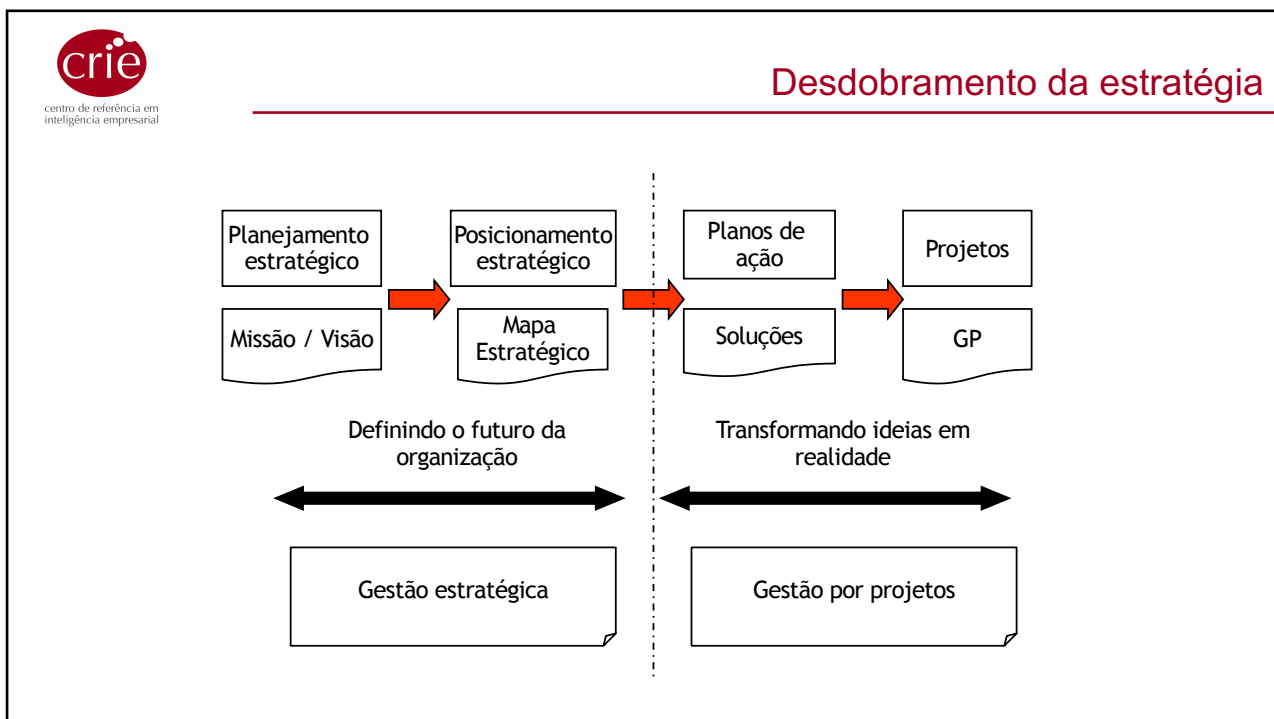 crie
centro de referência em
inteligência empresarial
Desdobramento da estratégia
Planejamento
estratégico
Posicionamento
estratégico
Planos de
ação
Projetos
Missão / Visão
Mapa
Estratégico
Soluções
GP
Definindo o futuro da
organização
Transformando ideias em
realidade
Gestão estratégica
Gestão por projetos